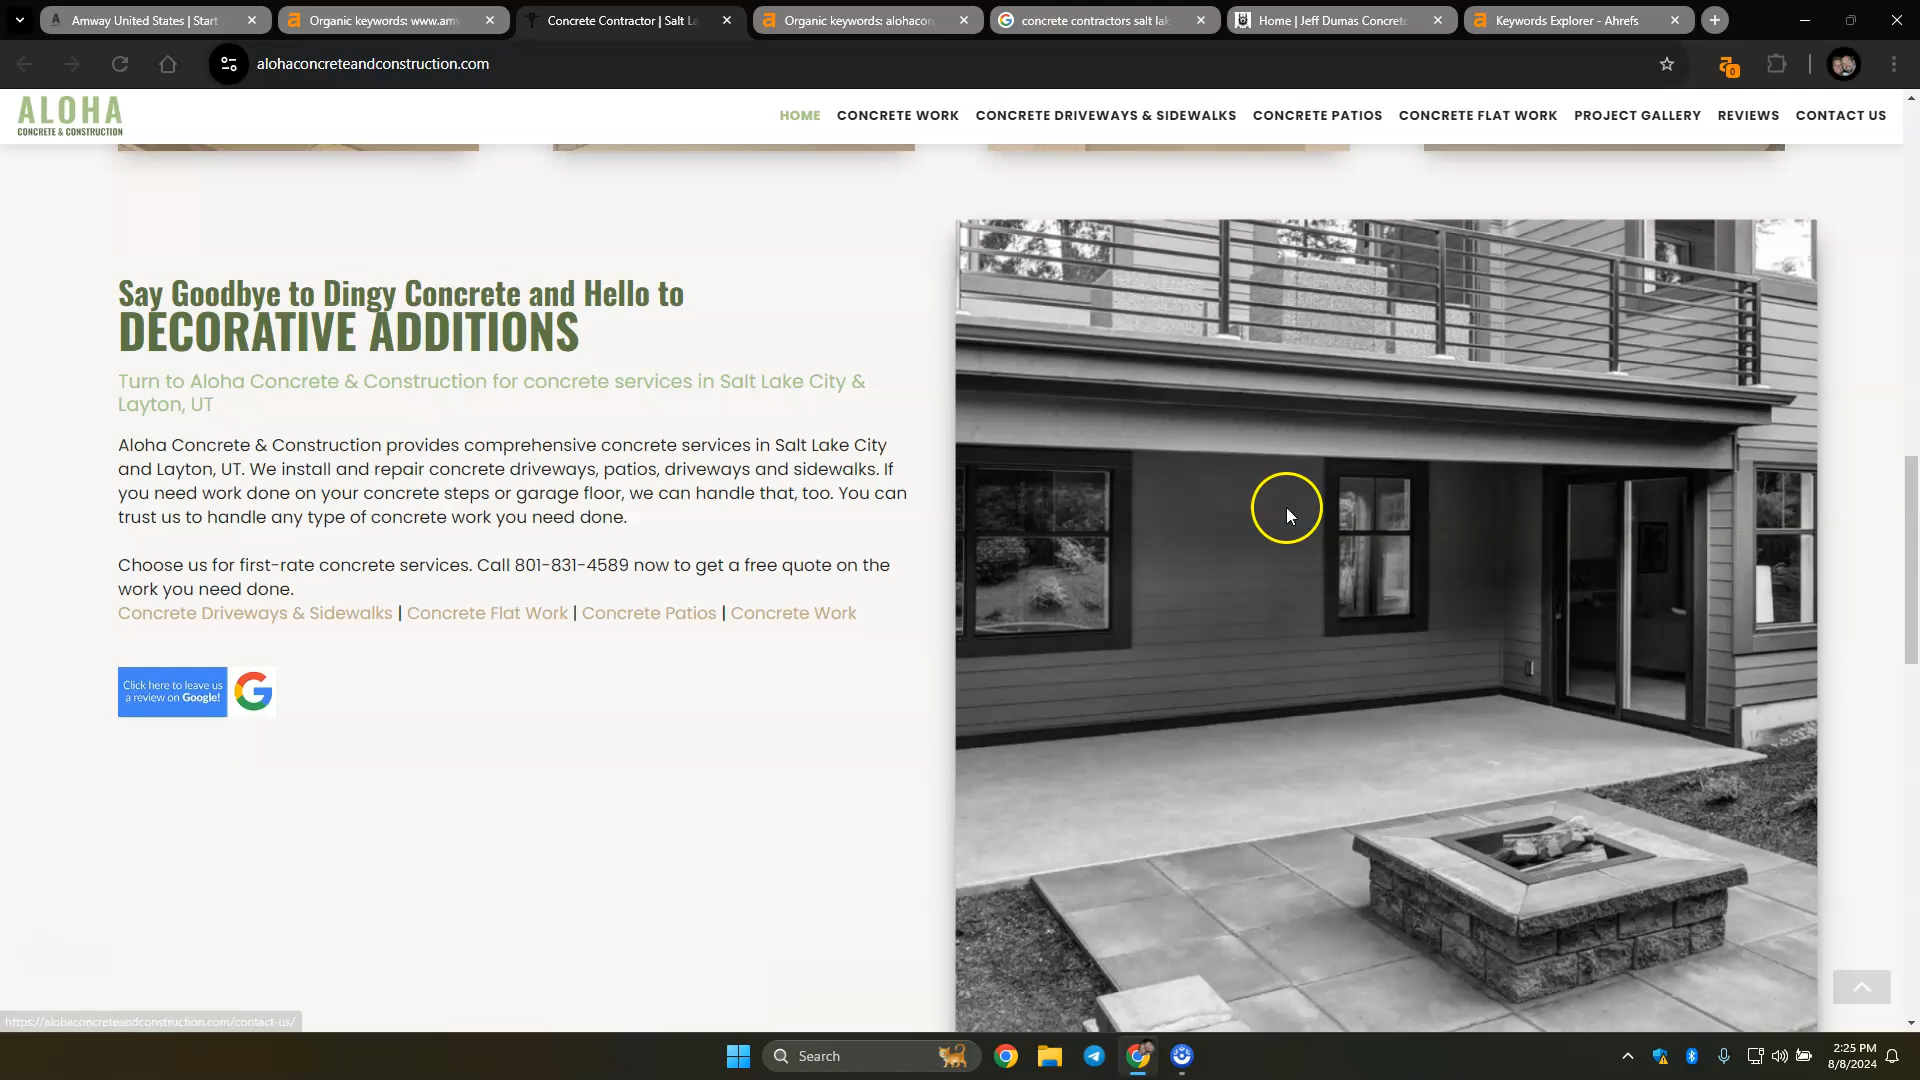 Amway United States | Start
Organic keywords: www.am
Concrete Contractor | Salt L
Organic keywords: alohacon
concrete contractors salt lak
Home | Jeff Dumas Concrete
Keywords Explorer - Ahrefs
alohaconcreteandconstruction.com
0
ALOHA
CONCRETE & CONSTRUCTION
HOME CONCRETE WORK CONCRETE DRIVEWAYS & SIDEWALKS CONCRETE PATIOS CONCRETE FLAT WORK PROJECT GALLERY REVIEWS CONTACT US
Say Goodbye to Dingy Concrete and Hello to
DECORATIVE ADDITIONS
Turn to Aloha Concrete & Construction for concrete services in Salt Lake City &
Layton, UT
Aloha Concrete & Construction provides comprehensive concrete services in Salt Lake City
and Layton, UT. We install and repair concrete driveways, patios, driveways and sidewalks. If
you need work done on your concrete steps or garage floor, we can handle that, too. You can
trust us to handle any type of concrete work you need done.
Choose us for first-rate concrete services. Call 801-831-4589 now to get a free quote on the
work you need done.
Concrete Driveways & Sidewalks | Concrete Flat Work | Concrete Patios | Concrete Work
Click here to leave us
a review on Google!
https://alohaconcreteandconstruction.com/contact-us/
Search
2:25 PM
8/8/2024